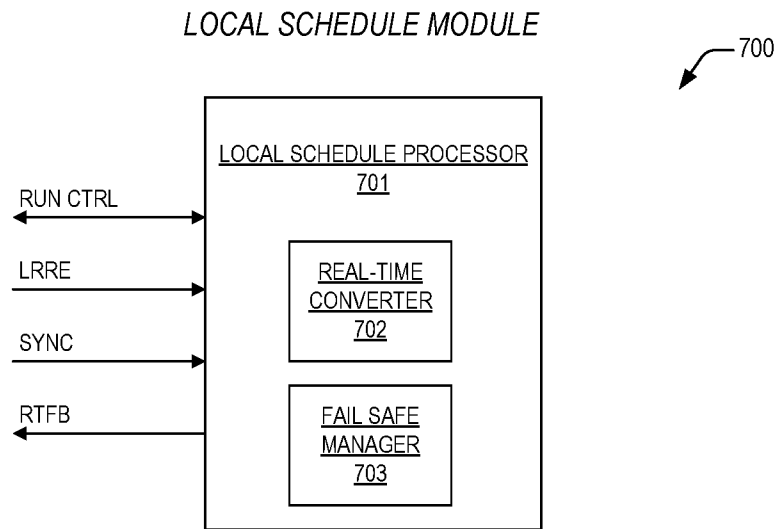 LOCAL SCHEDULE MODULE
700
LOCAL SCHEDULE PROCESSOR
701
RUN CTRL
LRRE
SYNC
RTFB
REAL-TIME
CONVERTER
702
FAIL SAFE
MANAGER
703